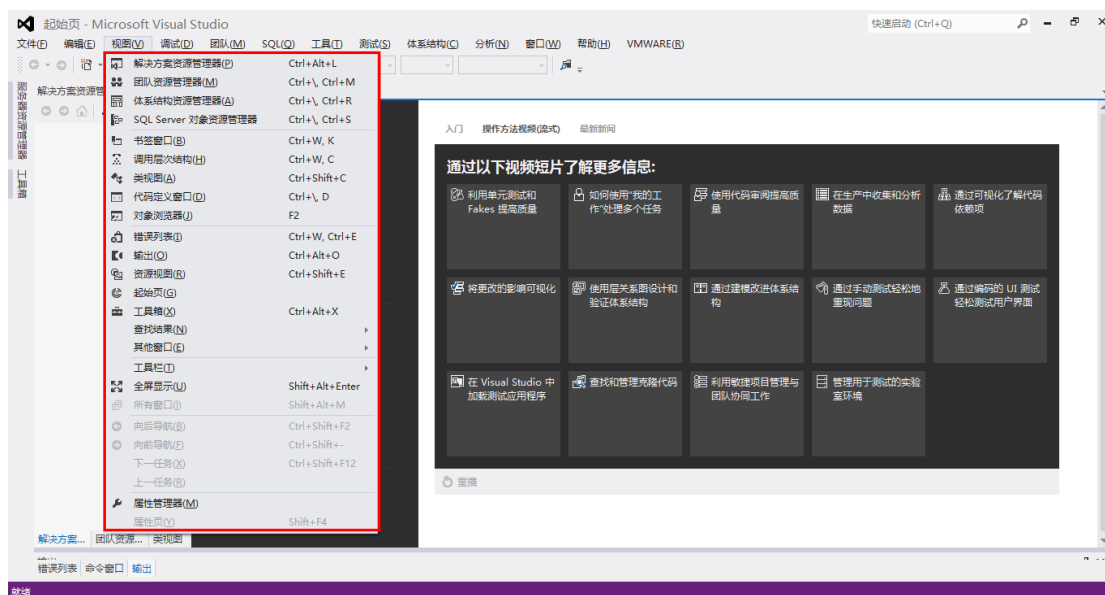 起始页 - Microsoft Visual Studio
快速启动 (Ctrl+Q)
文件(F) 编辑(E) 视图(V) 调试(D) 团队(M) SQL(Q) 工具(T) 测试(S) 体系结构(C) 分析(N) 窗口(W) 帮助(H) VMWARE(R)
服务器资源管理器
工具箱
解决方案资源管
解决方案资源管理器(P) Ctrl+Alt+L
团队资源管理器(M) Ctrl+\, Ctrl+M
体系结构资源管理器(A) Ctrl+\, Ctrl+R
SQL Server 对象资源管理器 Ctrl+\, Ctrl+S
书签窗口(B) Ctrl+W, K
调用层次结构(H) Ctrl+W, C
类视图(A) Ctrl+Shift+C
代码定义窗口(D) Ctrl+\, D
对象浏览器(J) F2
错误列表(I) Ctrl+W, Ctrl+E
输出(O) Ctrl+Alt+O
资源视图(R) Ctrl+Shift+E
起始页(G)
工具箱(X) Ctrl+Alt+X
查找结果(N)
其他窗口(E)
工具栏(T)
全屏显示(U) Shift+Alt+Enter
所有窗口(I) Shift+Alt+M
向后导航(B) Ctrl+Shift+F2
向前导航(F) Ctrl+Shift+-
下一任务(X) Ctrl+Shift+F12
上一任务(R)
属性管理器(M)
属性页(Y) Shift+F4
入门 操作方法视频(流式) 最新新闻
通过以下视频短片了解更多信息:
利用单元测试和
Fakes 提高质量
如何使用"我的工
作"处理多个任务
使用代码审阅提高质
量
在生产中收集和分析
数据
通过可视化了解代码
依赖项
将更改的影响可视化
使用层关系图设计和
验证体系结构
通过建模改进体系结
构
通过手动测试轻松地
重现问题
通过编码的 UI 测试
轻松测试用户界面
在 Visual Studio 中
加载测试应用程序
查找和管理克隆代码
利用敏捷项目管理与
团队协同工作
管理用于测试的实验
室环境
重播
解决方案... 团队资源... 类视图
错误列表 命令窗口 输出
就绪